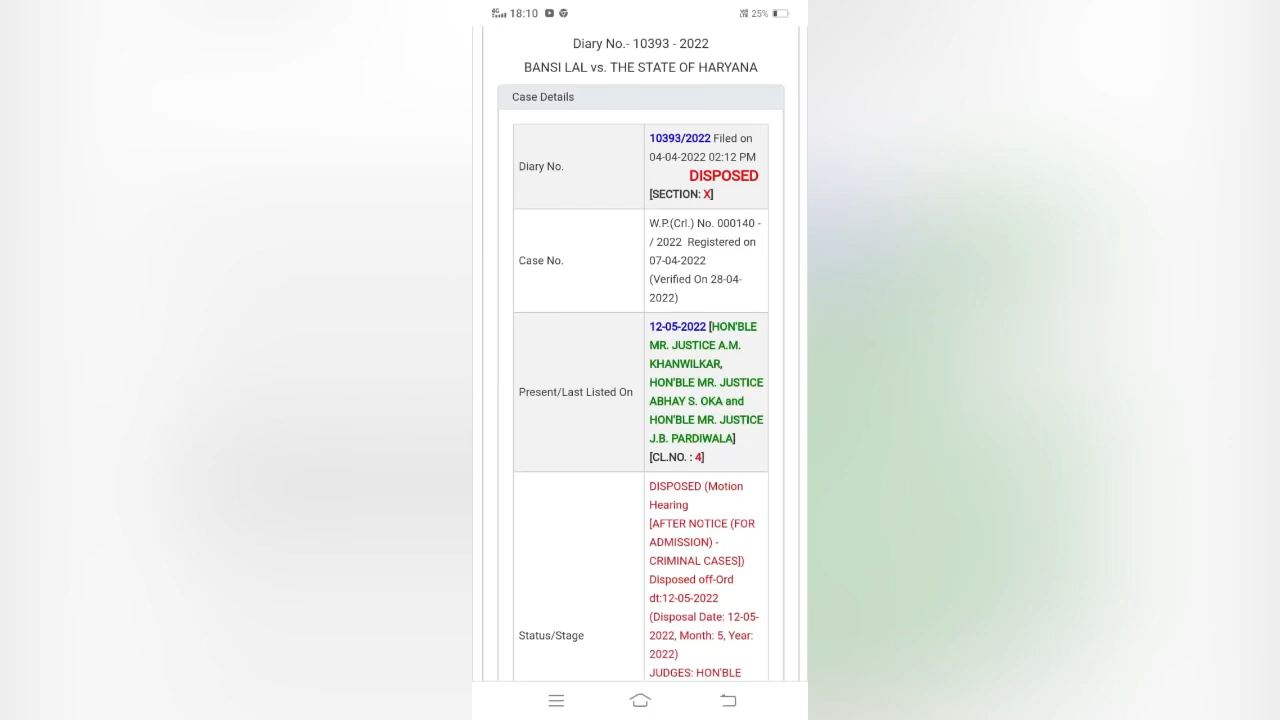 4G 18:10 25%
Diary No.- 10393 - 2022
BANSI LAL vs. THE STATE OF HARYANA
Case Details
Diary No.
10393/2022 Filed on
04-04-2022 02:12 PM
DISPOSED
[SECTION: X]
Case No.
W.P.(Crl.) No. 000140 -
/ 2022 Registered on
07-04-2022
(Verified On 28-04-
2022)
Present/Last Listed On
12-05-2022 [HON'BLE
MR. JUSTICE A.M.
KHANWILKAR,
HON'BLE MR. JUSTICE
ABHAY S. OKA and
HON'BLE MR. JUSTICE
J.B. PARDIWALA]
[CL.NO. : 4]
Status/Stage
DISPOSED (Motion
Hearing
[AFTER NOTICE (FOR
ADMISSION) -
CRIMINAL CASES])
Disposed off-Ord
dt:12-05-2022
(Disposal Date: 12-05-
2022, Month: 5, Year:
2022)
JUDGES: HON'BLE